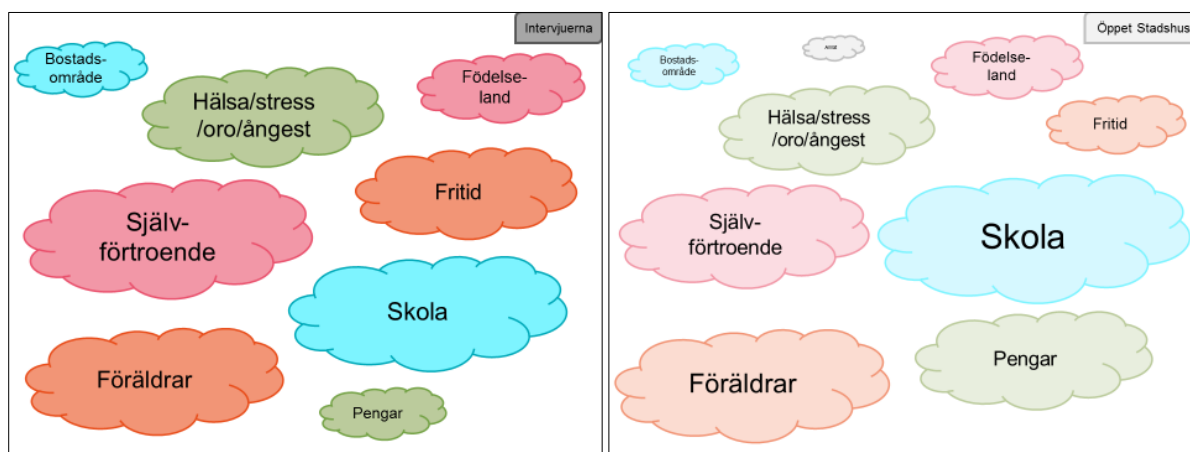 Intervjuerna
Bostads-
område
Hälsa/stress
/oro/ångest
Födelse-
land
Fritid
Själv-
förtroende
Skola
Föräldrar
Pengar
Öppet Stadshus
Bostads-
område
Annat
Födelse-
land
Hälsa/stress
/oro/ångest
Fritid
Själv-
förtroende
Skola
Föräldrar
Pengar